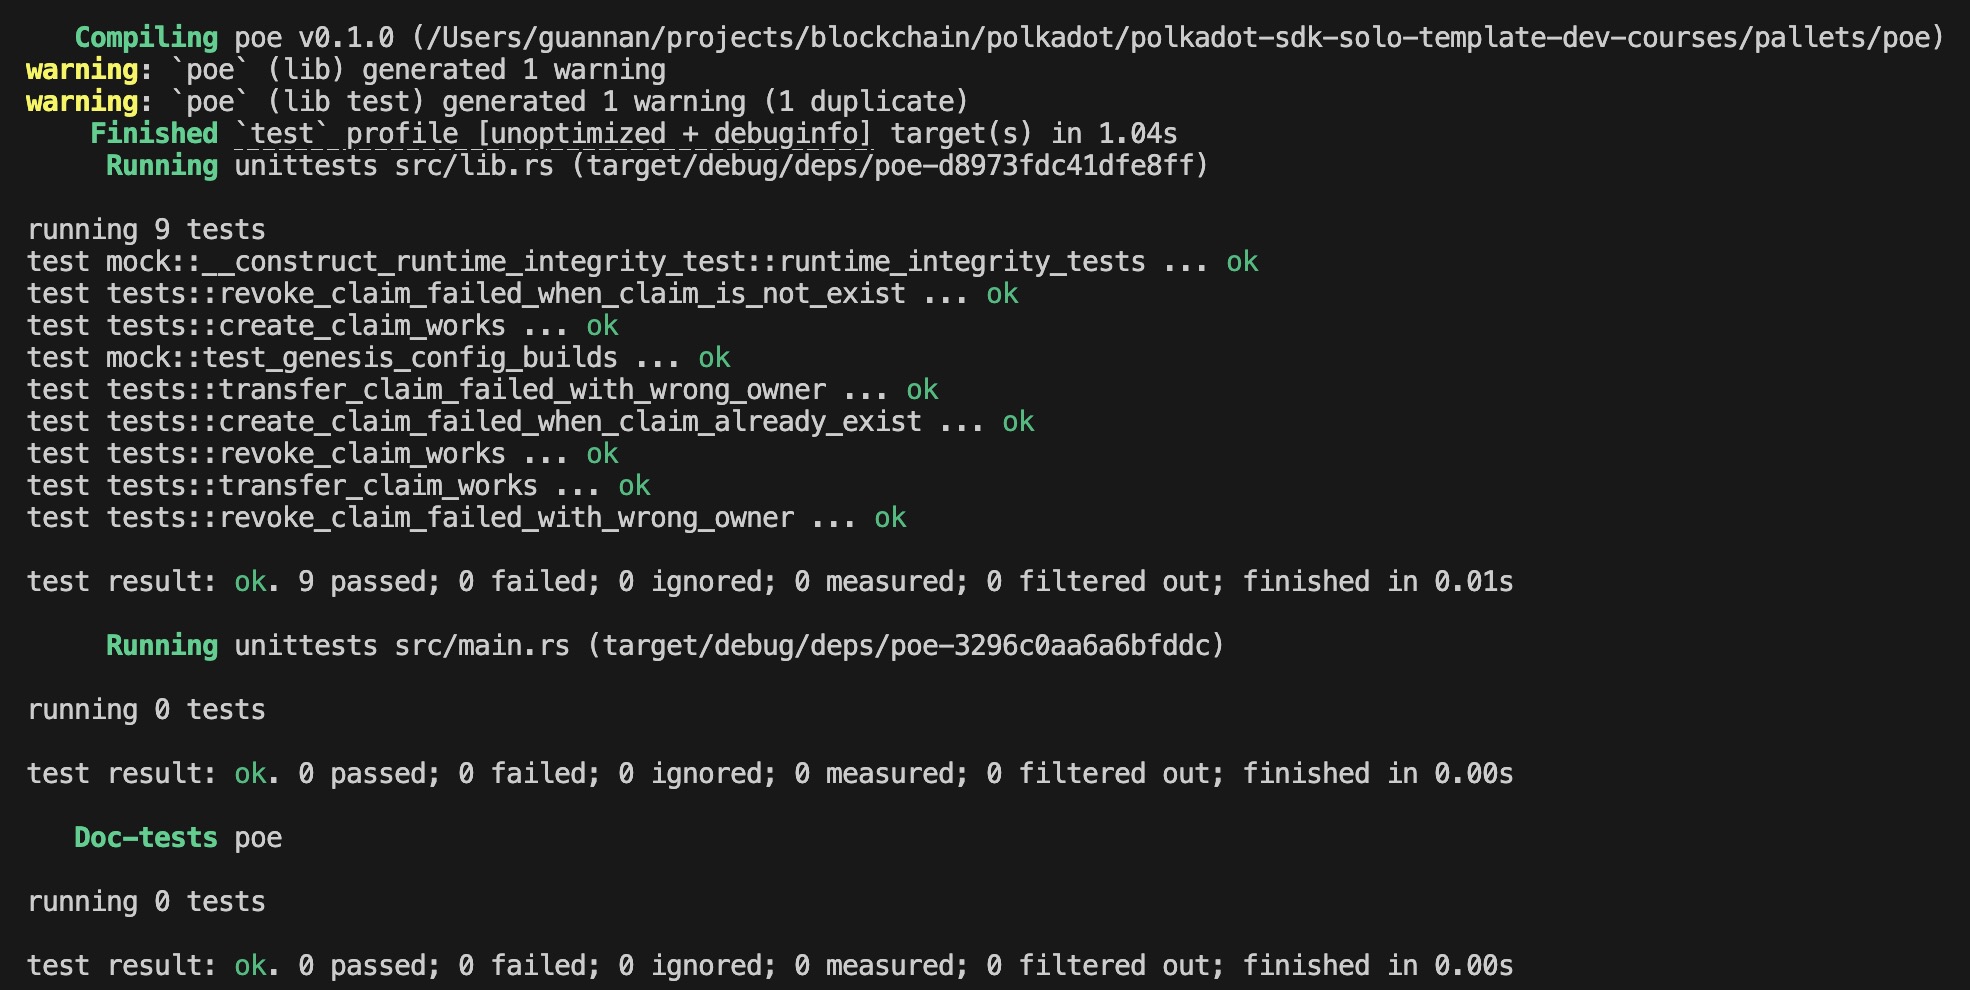 Compiling poe v0.1.0 (/Users/guannan/projects/blockchain/polkadot/polkadot-sdk-solo-template-dev-courses/pallets/poe)
warning: `poe` (lib) generated 1 warning
warning: `poe` (lib test) generated 1 warning (1 duplicate)
Finished `test` profile [unoptimized + debuginfo] target(s) in 1.04s
Running unittests src/lib.rs (target/debug/deps/poe-d8973fdc41dfe8ff)
running 9 tests
test mock::__construct_runtime_integrity_test::runtime_integrity_tests ... ok
test tests::revoke_claim_failed_when_claim_is_not_exist ... ok
test tests::create_claim_works ... ok
test mock::test_genesis_config_builds ... ok
test tests::transfer_claim_failed_with_wrong_owner ... ok
test tests::create_claim_failed_when_claim_already_exist ... ok
test tests::revoke_claim_works ... ok
test tests::transfer_claim_works ... ok
test tests::revoke_claim_failed_with_wrong_owner ... ok
test result: ok. 9 passed; 0 failed; 0 ignored; 0 measured; 0 filtered out; finished in 0.01s
Running unittests src/main.rs (target/debug/deps/poe-3296c0aa6a6bfddc)
running 0 tests
test result: ok. 0 passed; 0 failed; 0 ignored; 0 measured; 0 filtered out; finished in 0.00s
Doc-tests poe
running 0 tests
test result: ok. 0 passed; 0 failed; 0 ignored; 0 measured; 0 filtered out; finished in 0.00s